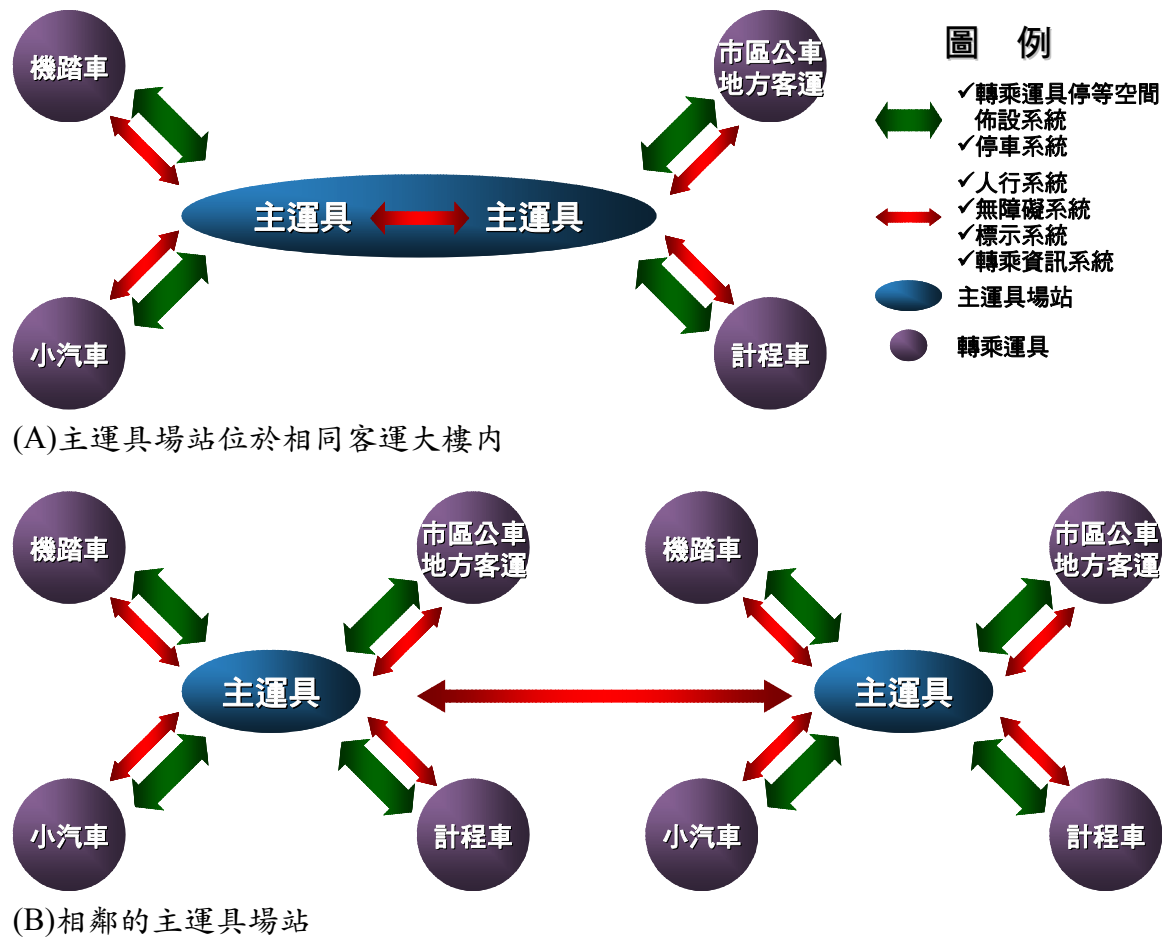 機踏車
市區公車
地方客運
主運具
主運具
小汽車
計程車
圖 例
✓轉乘運具停等空間
佈設系統
✓停車系統
✓人行系統
✓無障礙系統
✓標示系統
✓轉乘資訊系統
主運具場站
轉乘運具
(A)主運具場站位於相同客運大樓內
機踏車
市區公車
地方客運
機踏車
市區公車
地方客運
主運具
主運具
小汽車
計程車
小汽車
計程車
(B)相鄰的主運具場站